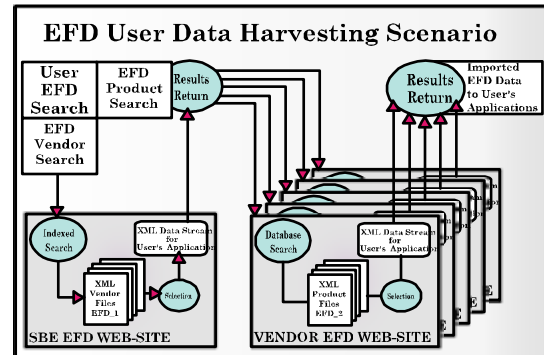 EFD User Data Harvesting Scenario
User
EFD
Search
EFD
Product
Search
EFD
Vendor
Search
Results
Return
Results
Return
Imported
EFD Data
to User's
Applications
Indexed
Search
XML Data Stream
for
User's Application
XML
Vendor
Files
EFD_1
Selection
SBE EFD WEB-SITE
Database
Search
XML Data Stream
for
User's Application
XML
Product
Files
EFD_2
Selection
VENDOR EFD WEB-SITE